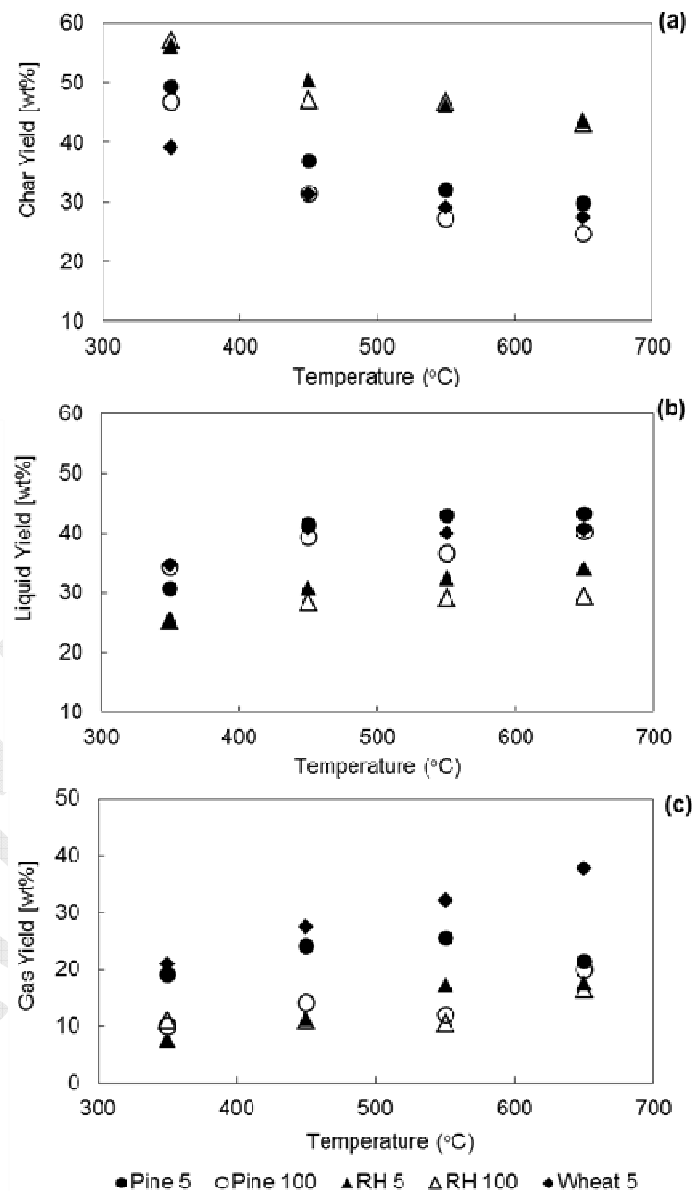 (a)
60
50
40
30
20
10
Char Yield [wt%]
300 400 500 600 700
Temperature (°C)
(b)
60
50
40
30
20
10
Liquid Yield [wt%]
300 400 500 600 700
Temperature (°C)
(c)
50
40
30
20
10
0
Gas Yield [wt%]
300 400 500 600 700
Temperature (°C)
●Pine 5 ○Pine 100 ▲RH 5 △RH 100 ◆Wheat 5